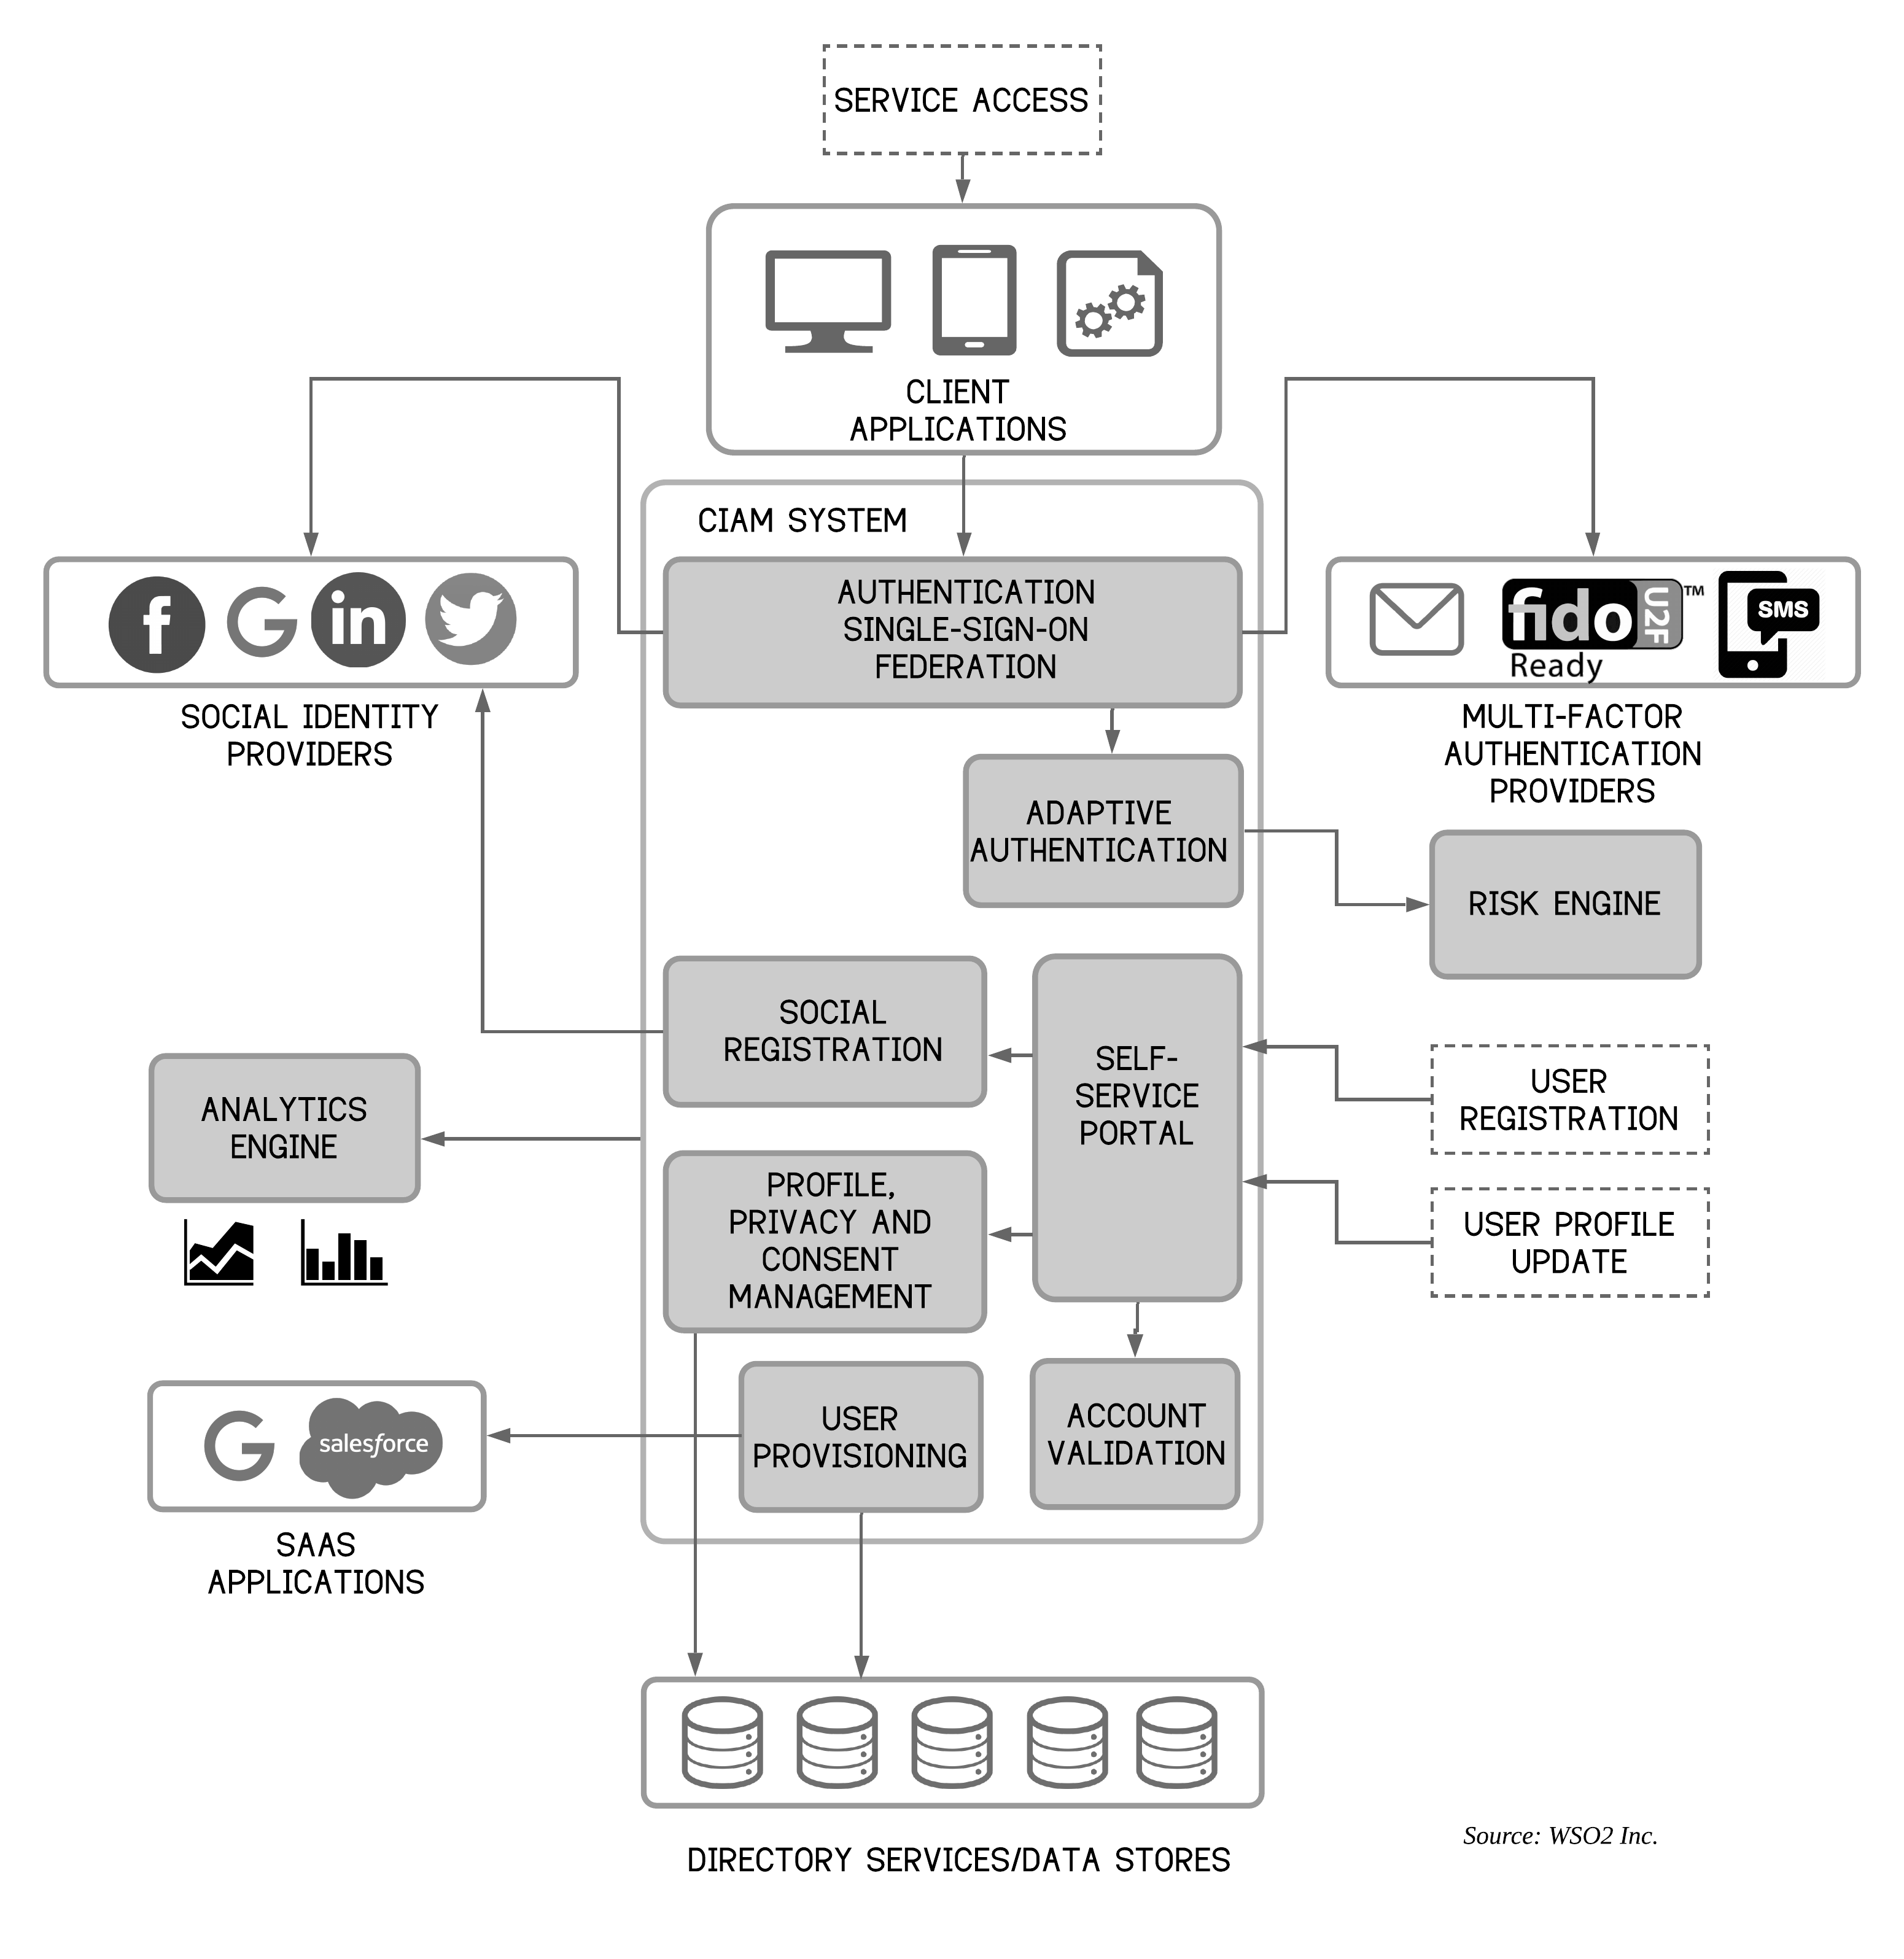 SERVICE ACCESS
CLIENT
APPLICATIONS
CIAM SYSTEM
AUTHENTICATION
SINGLE-SIGN-ON
FEDERATION
f
G
in
SOCIAL IDENTITY
PROVIDERS
fido
U2F
™
Ready
SMS
MULTI-FACTOR
AUTHENTICATION
PROVIDERS
ADAPTIVE
AUTHENTICATION
RISK ENGINE
SOCIAL
REGISTRATION
SELF-
SERVICE
PORTAL
USER
REGISTRATION
ANALYTICS
ENGINE
PROFILE,
PRIVACY AND
CONSENT
MANAGEMENT
USER PROFILE
UPDATE
G
salesforce
SAAS
APPLICATIONS
USER
PROVISIONING
ACCOUNT
VALIDATION
DIRECTORY SERVICES/DATA STORES
Source: WSO2 Inc.